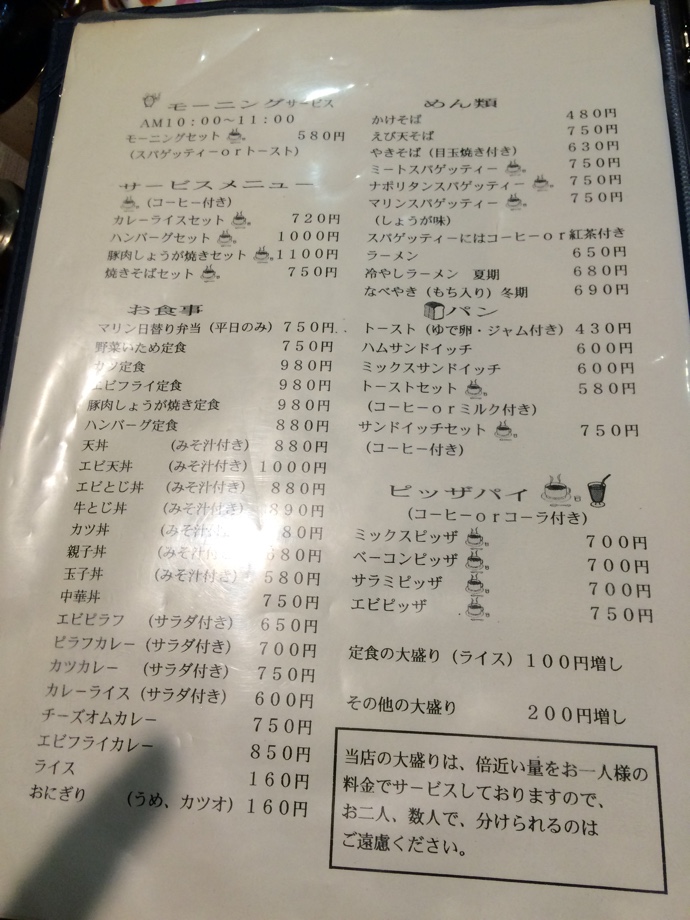 モーニングサービス
AM10:00～11:00
モーニングセット 580円
(スパゲッティーorトースト)
サービスメニュー
(コーヒー付き)
カレーライスセット 720円
ハンバーグセット 1000円
豚肉しょうが焼きセット 1100円
焼きそばセット 750円
お食事
マリン日替り弁当（平日のみ）750円
野菜いため定食 750円
カツ定食 980円
エビフライ定食 980円
豚肉しょうが焼き定食 980円
ハンバーグ定食 880円
天丼 (みそ汁付き) 880円
エビ天丼 (みそ汁付き) 1000円
エビとじ丼 (みそ汁付き) 880円
牛とじ丼 (みそ汁付き) 890円
カツ丼 (みそ汁付き) 80円
親子丼 (みそ汁付き) 680円
玉子丼 (みそ汁付き) 580円
中華丼 750円
エビピラフ (サラダ付き) 650円
ピラフカレー (サラダ付き) 700円
カツカレー (サラダ付き) 750円
カレーライス(サラダ付き) 600円
チーズオムカレー 750円
エビフライカレー 850円
ライス 160円
おにぎり (うめ、カツオ) 160円
めん類
かけそば 480円
えび天そば 750円
やきそば（目玉焼き付き） 630円
ミートスパゲッティー 750円
ナポリタンスパゲッティー 750円
マリンスパゲッティー 750円
(しょうが味)
スパゲッティーにはコーヒーor紅茶付き
ラーメン 650円
冷やしラーメン 夏期 680円
なべやき（もち入り）冬期 690円
パン
トースト（ゆで卵・ジャム付き） 430円
ハムサンドイッチ 600円
ミックスサンドイッチ 600円
トーストセット 580円
(コーヒーorミルク付き)
サンドイッチセット 750円
(コーヒー付き)
ピッザパイ
(コーヒーorコーラ付き)
ミックスピッザ 700円
ベーコンピッザ 700円
サラミピッザ 700円
エビピッザ 750円
定食の大盛り（ライス）100円増し
その他の大盛り 200円増し
当店の大盛りは、倍近い量をお一人様の
料金でサービスしておりますので、
お二人、数人で、分けられるのは
ご遠慮ください。